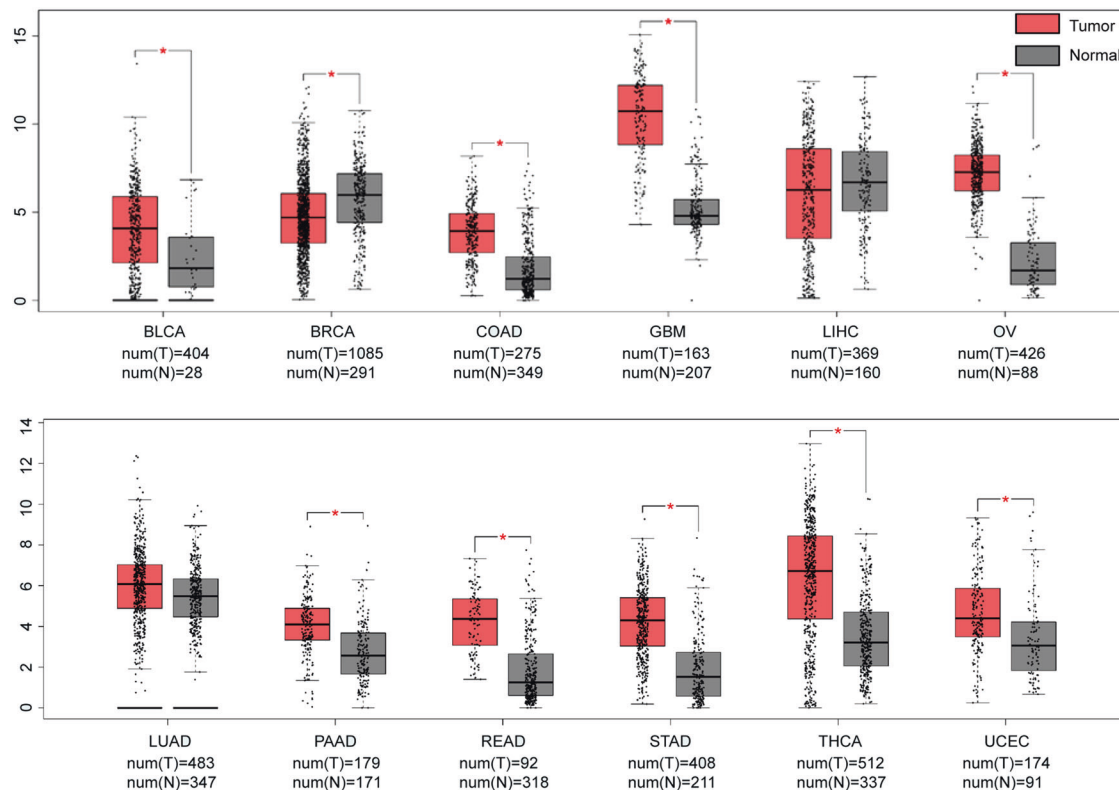 15
10
5
0
*
*
*
*
*
Tumor
Normal
BLCA
num(T)=404
num(N)=28
BRCA
num(T)=1085
num(N)=291
COAD
num(T)=275
num(N)=349
GBM
num(T)=163
num(N)=207
LIHC
num(T)=369
num(N)=160
OV
num(T)=426
num(N)=88
14
12
10
8
6
4
2
0
*
*
*
*
*
LUAD
num(T)=483
num(N)=347
PAAD
num(T)=179
num(N)=171
READ
num(T)=92
num(N)=318
STAD
num(T)=408
num(N)=211
THCA
num(T)=512
num(N)=337
UCEC
num(T)=174
num(N)=91